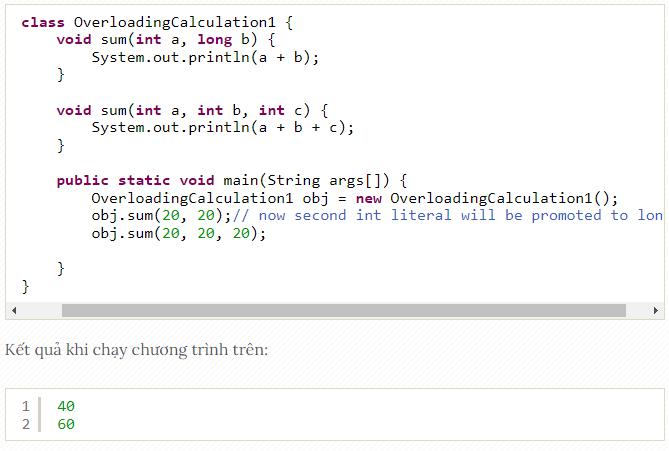 class OverloadingCalculation1 {
    void sum(int a, long b) {
        System.out.println(a + b);
    }

    void sum(int a, int b, int c) {
        System.out.println(a + b + c);
    }

    public static void main(String args[]) {
        OverloadingCalculation1 obj = new OverloadingCalculation1();
        obj.sum(20, 20);// now second int literal will be promoted to lon
        obj.sum(20, 20, 20);

    }
}
Kết quả khi chạy chương trình trên:
1 40
2 60